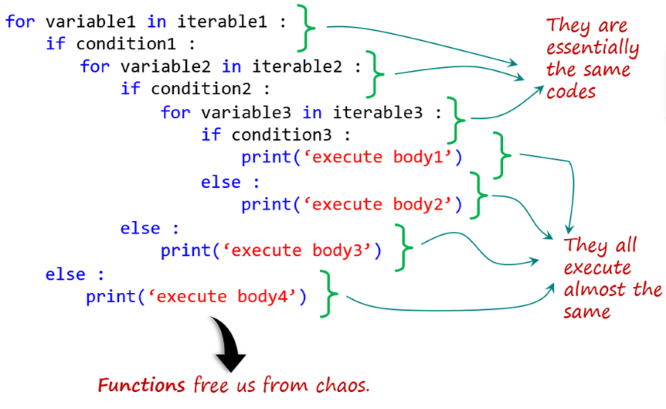 for variable1 in iterable1 :
if condition1 :
for variable2 in iterable2 :
if condition2 :
for variable3 in iterable3 :
if condition3 :
print(‘execute body1’)
else :
print(‘execute body2’)
else :
print(‘execute body3’)
else :
print(‘execute body4’)
They are
essentially
the same
codes
They all
execute
almost the
same
Functions free us from chaos.